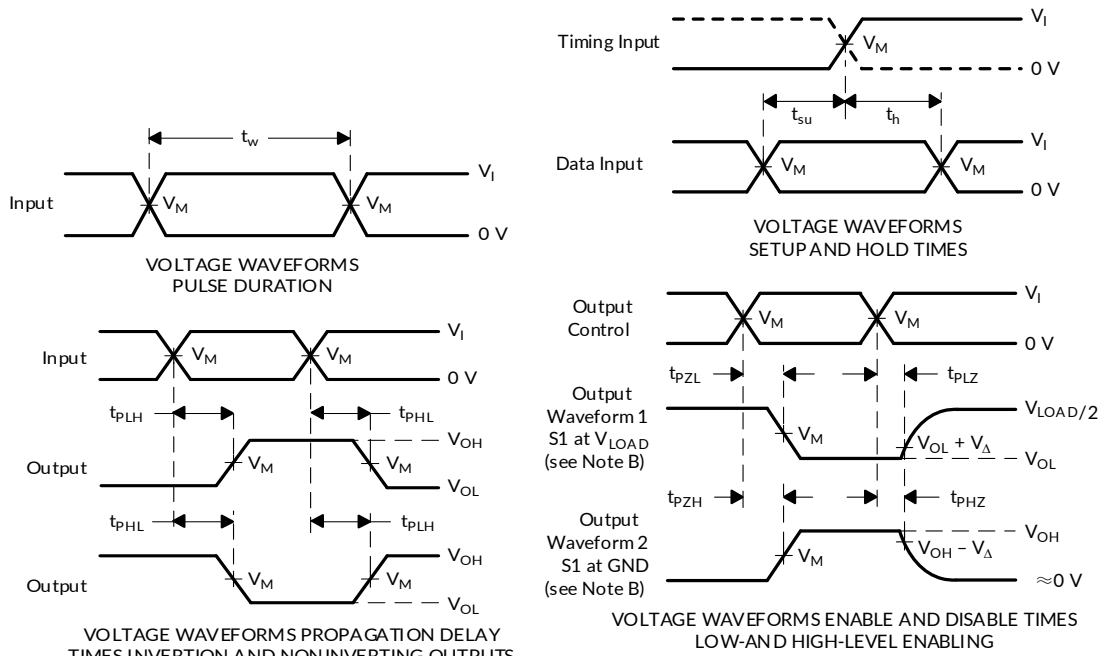 Input
t_w
V_M
V_M
V_I
0 V
VOLTAGE WAVEFORMS
PULSE DURATION
Timing Input
V_M
V_I
0 V
t_su
t_h
Data Input
V_M
V_M
V_I
0 V
VOLTAGE WAVEFORMS
SETUP AND HOLD TIMES
Input
V_M
V_M
V_I
0 V
t_PLH
t_PHL
Output
V_M
V_M
V_OH
V_OL
t_PHL
t_PLH
Output
V_M
V_M
V_OH
V_OL
VOLTAGE WAVEFORMS PROPAGATION DELAY
TIMES INVERTION AND NONINVERTING OUTPUTS
Output
Control
V_M
V_M
V_I
0 V
t_PZL
t_PLZ
Output
Waveform 1
S1 at V_LOAD
(see Note B)
V_M
V_OL + V_Δ
V_LOAD/2
V_OL
t_PZH
t_PHZ
Output
Waveform 2
S1 at GND
(see Note B)
V_M
V_OH – V_Δ
V_OH
≈0 V
VOLTAGE WAVEFORMS ENABLE AND DISABLE TIMES
LOW-AND HIGH-LEVEL ENABLING